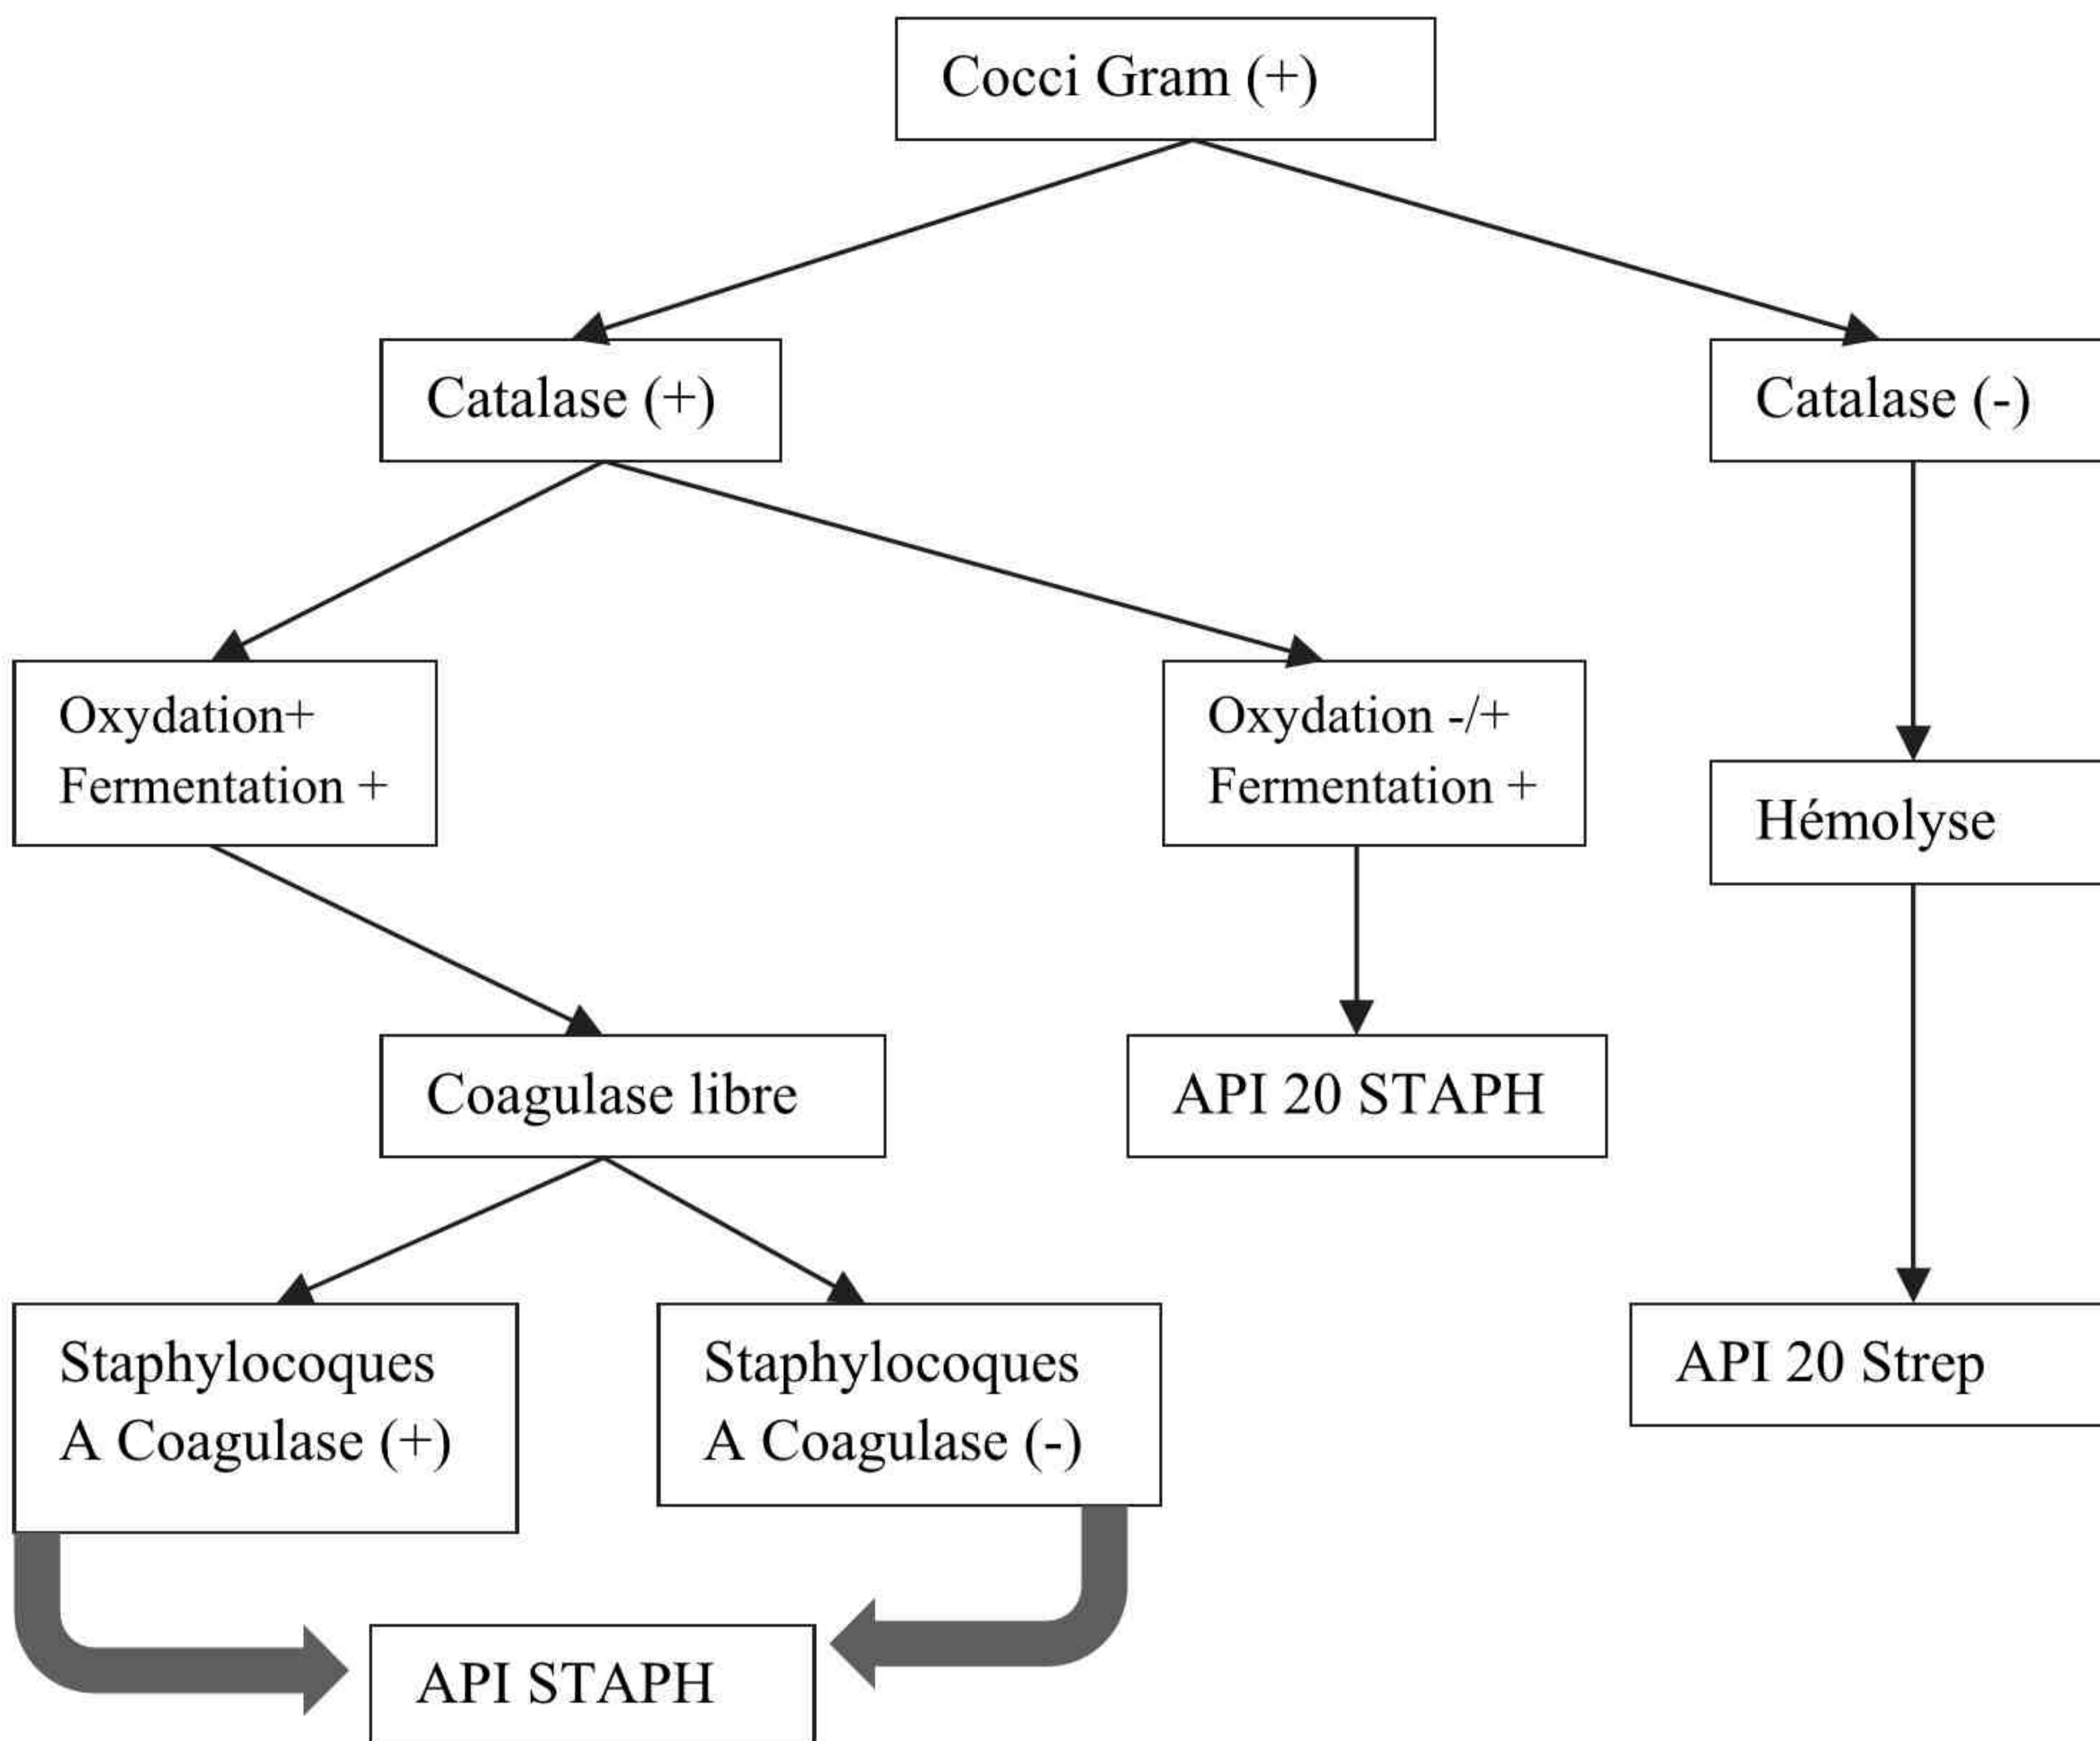 Cocci Gram (+)
Catalase (+)
Catalase (-)
Oxydation+
Fermentation +
Oxydation -/+
Fermentation +
Hémolyse
Coagulase libre
API 20 STAPH
Staphylocoques
A Coagulase (+)
Staphylocoques
A Coagulase (-)
API 20 Strep
API STAPH